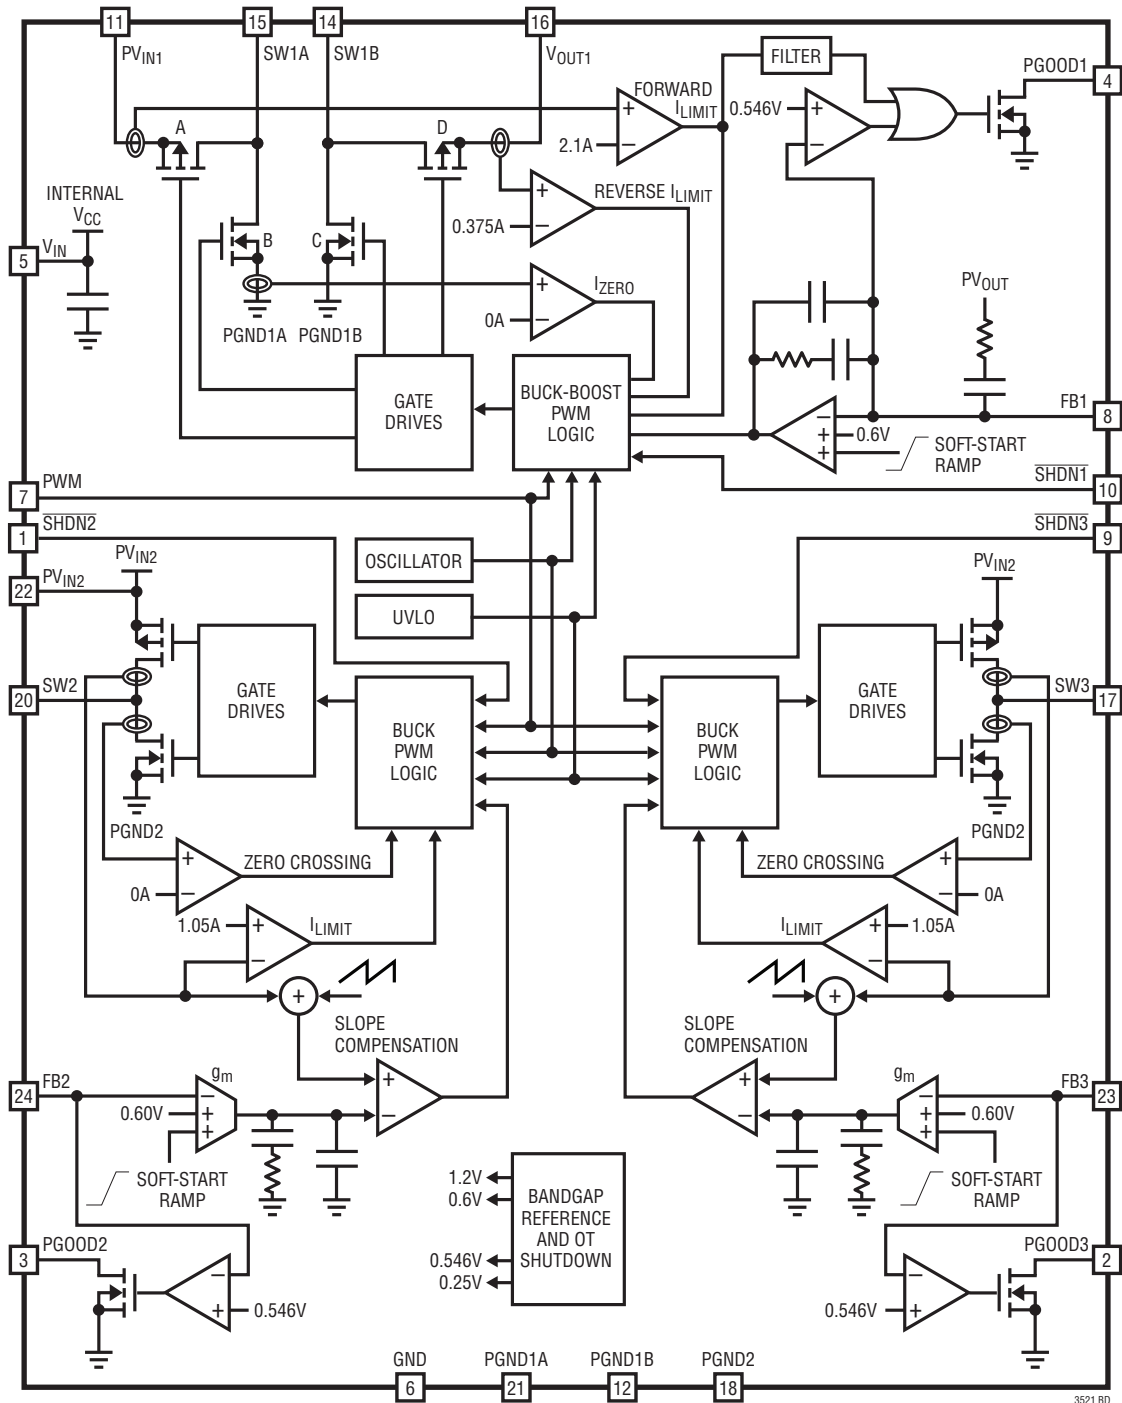 11
15
14
16
PVIN1
SW1A
SW1B
VOUT1
FILTER
PGOOD1
4
FORWARD
ILIMIT
+
−
2.1A
0.546V
+
−
A
D
INTERNAL
VCC
VIN
5
REVERSE ILIMIT
+
−
0.375A
B
C
IZERO
+
−
0A
PVOUT
PGND1A
PGND1B
GATE
DRIVES
BUCK-BOOST
PWM
LOGIC
−
+
+
0.6V
SOFT-START
RAMP
FB1
8
SHDN1
10
PWM
7
SHDN2
1
SHDN3
9
PVIN2
PVIN2
22
OSCILLATOR
UVLO
PVIN2
SW2
20
GATE
DRIVES
BUCK
PWM
LOGIC
BUCK
PWM
LOGIC
GATE
DRIVES
SW3
17
PGND2
PGND2
+
−
0A
ZERO CROSSING
ZERO CROSSING
+
−
0A
1.05A
+
−
ILIMIT
ILIMIT
+
−
1.05A
+
+
SLOPE
COMPENSATION
SLOPE
COMPENSATION
+
−
+
−
FB2
24
gm
−
+
+
0.60V
SOFT-START
RAMP
gm
−
+
+
0.60V
SOFT-START
RAMP
FB3
23
1.2V
0.6V
0.546V
0.25V
BANDGAP
REFERENCE
AND OT
SHUTDOWN
PGOOD2
3
−
+
0.546V
0.546V
−
+
PGOOD3
2
GND
PGND1A
PGND1B
PGND2
6
21
12
18
3521 BD